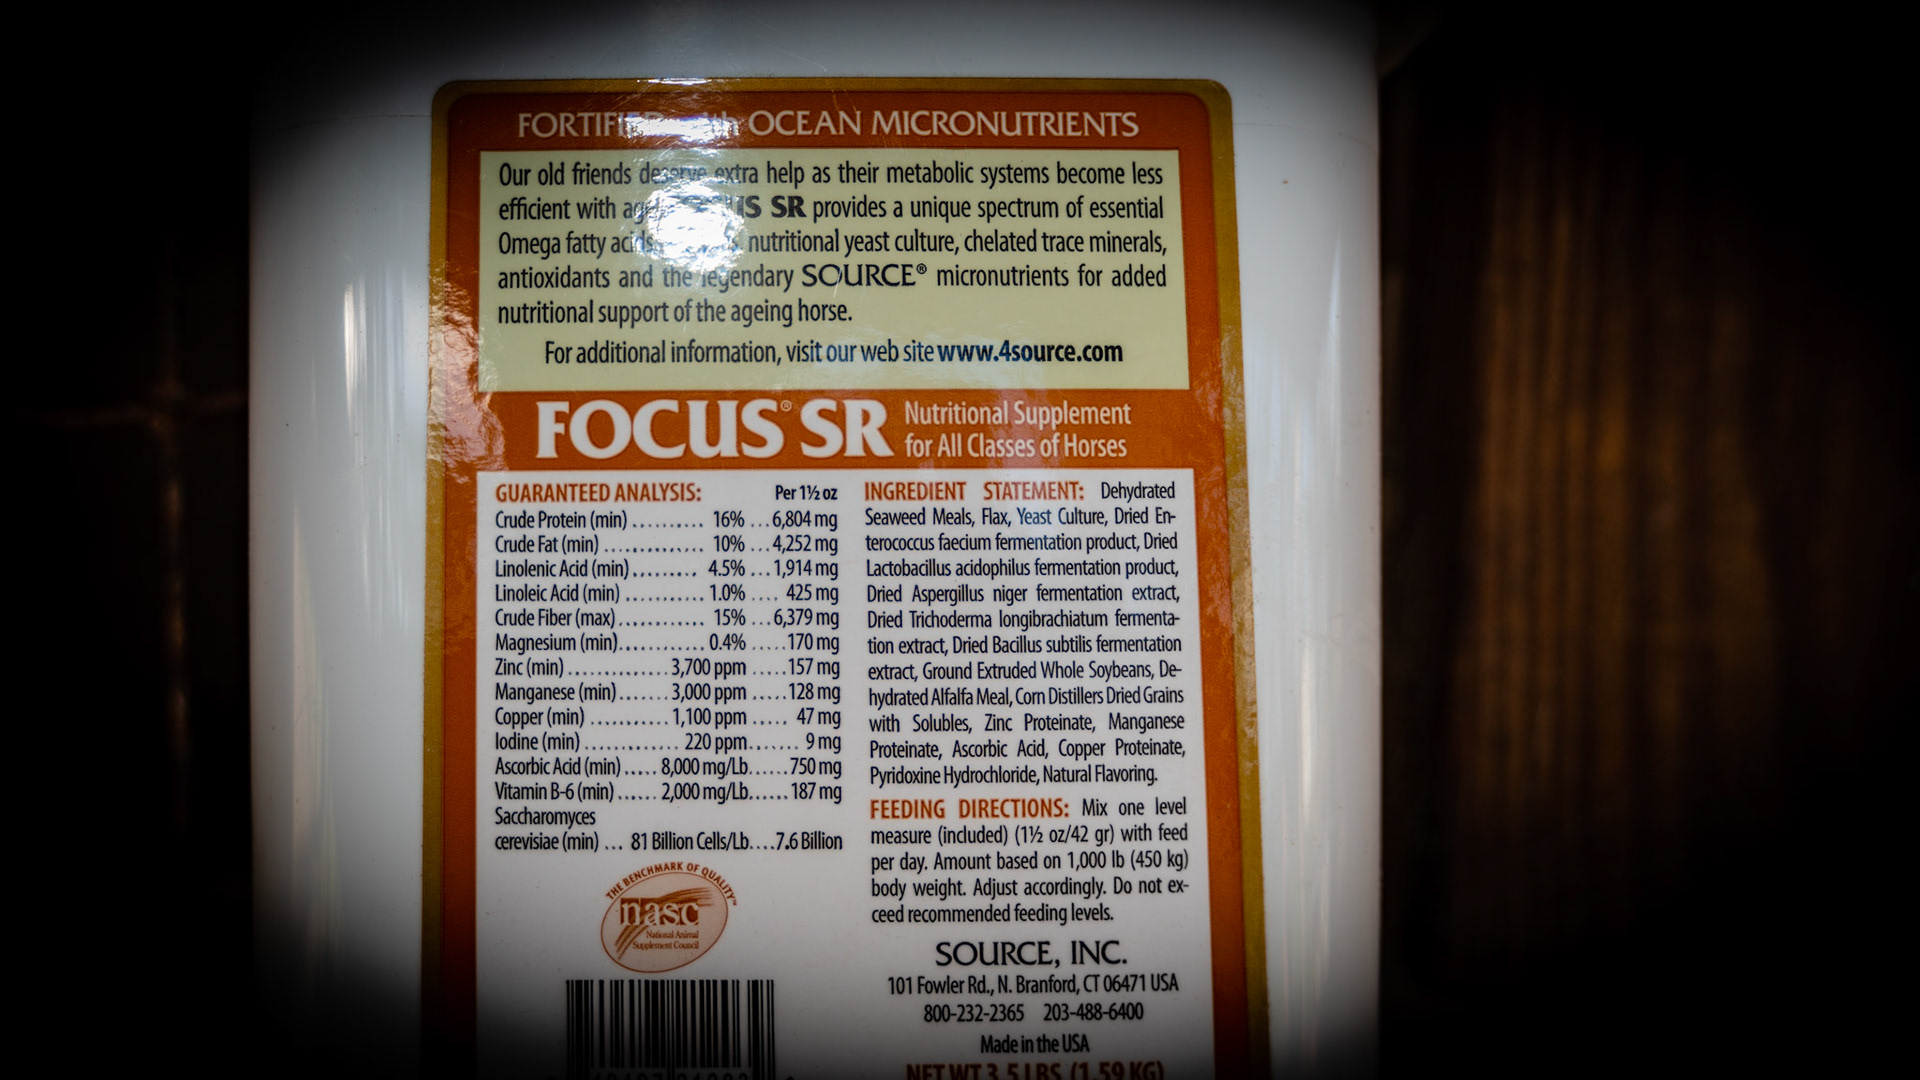 FORTIFIED with OCEAN MICRONUTRIENTS
Our old friends deserve extra help as their metabolic systems become less
efficient with SR provides a unique spectrum of essential
Omega fatty acids nutritional yeast culture, chelated trace minerals,
antioxidants and the legendary SOURCE® micronutrients for added
nutritional support of the ageing horse.
For additional information, visit our web site www.4source.com
FOCUS® SR Nutritional Supplement
for All Classes of Horses
GUARANTEED ANALYSIS: Per 1½ oz
Crude Protein (min) .......... 16% ... 6,804 mg
Crude Fat (min) ............... 10% ... 4,252 mg
Linolenic Acid (min) ......... 4.5% ... 1,914 mg
Linoleic Acid (min) ............ 1.0% .... 425 mg
Crude Fiber (max) ............ 15% ... 6,379 mg
Magnesium (min) ............. 0.4% ..... 170 mg
Zinc (min) .............. 3,700 ppm ..... 157 mg
Manganese (min) ....... 3,000 ppm ..... 128 mg
Copper (min) ........... 1,100 ppm ..... 47 mg
Iodine (min) ............. 220 ppm ....... 9 mg
Ascorbic Acid (min) ..... 8,000 mg/Lb ...... 750 mg
Vitamin B-6 (min) ...... 2,000 mg/Lb ...... 187 mg
Saccharomyces
cerevisiae (min) ... 81 Billion Cells/Lb .... 7.6 Billion
THE BENCHMARK OF QUALITY™
nasc
National Animal
Supplement Council
INGREDIENT STATEMENT: Dehydrated
Seaweed Meals, Flax, Yeast Culture, Dried En-
terococcus faecium fermentation product, Dried
Lactobacillus acidophilus fermentation product,
Dried Aspergillus niger fermentation extract,
Dried Trichoderma longibrachiatum fermenta-
tion extract, Dried Bacillus subtilis fermentation
extract, Ground Extruded Whole Soybeans, De-
hydrated Alfalfa Meal, Corn Distillers Dried Grains
with Solubles, Zinc Proteinate, Manganese
Proteinate, Ascorbic Acid, Copper Proteinate,
Pyridoxine Hydrochloride, Natural Flavoring.
FEEDING DIRECTIONS: Mix one level
measure (included) (1½ oz/42 gr) with feed
per day. Amount based on 1,000 lb (450 kg)
body weight. Adjust accordingly. Do not ex-
ceed recommended feeding levels.
SOURCE, INC.
101 Fowler Rd., N. Branford, CT 06471 USA
800-232-2365 203-488-6400
Made in the USA
NET WT 3.5 LBS (1.59 KG)